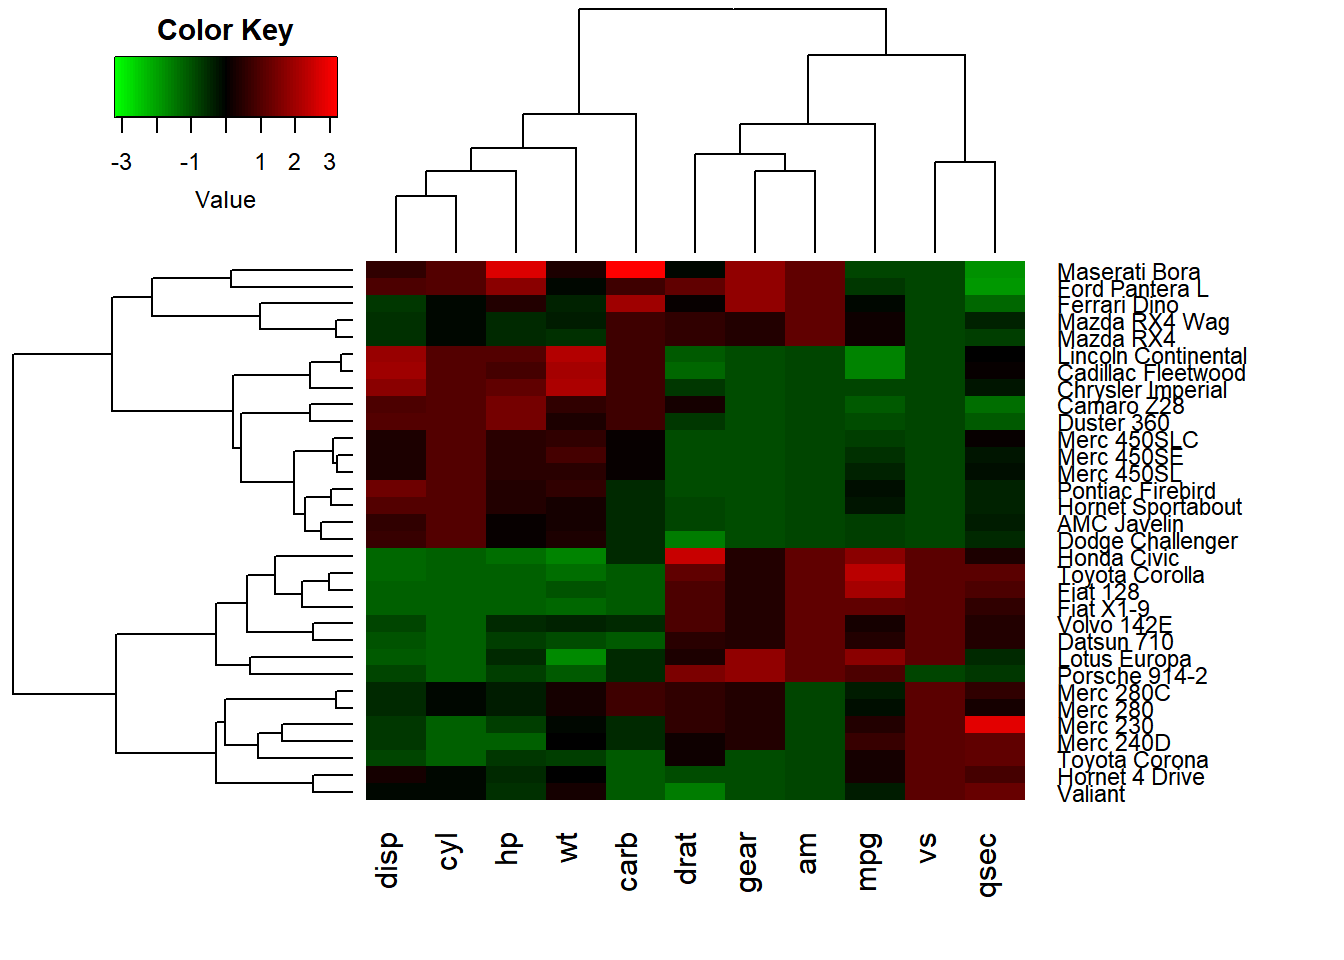 Color Key
-3 -1 1 2 3
Value
Maserati Bora
Ford Pantera L
Ferrari Dino
Mazda RX4 Wag
Mazda RX4
Lincoln Continental
Cadillac Fleetwood
Chrysler Imperial
Camaro Z28
Duster 360
Merc 450SLC
Merc 450SE
Merc 450SL
Pontiac Firebird
Hornet Sportabout
AMC Javelin
Dodge Challenger
Honda Civic
Toyota Corolla
Fiat 128
Fiat X1-9
Volvo 142E
Datsun 710
Lotus Europa
Porsche 914-2
Merc 280C
Merc 280
Merc 230
Merc 240D
Toyota Corona
Hornet 4 Drive
Valiant
disp cyl hp wt carb drat gear am mpg vs qsec